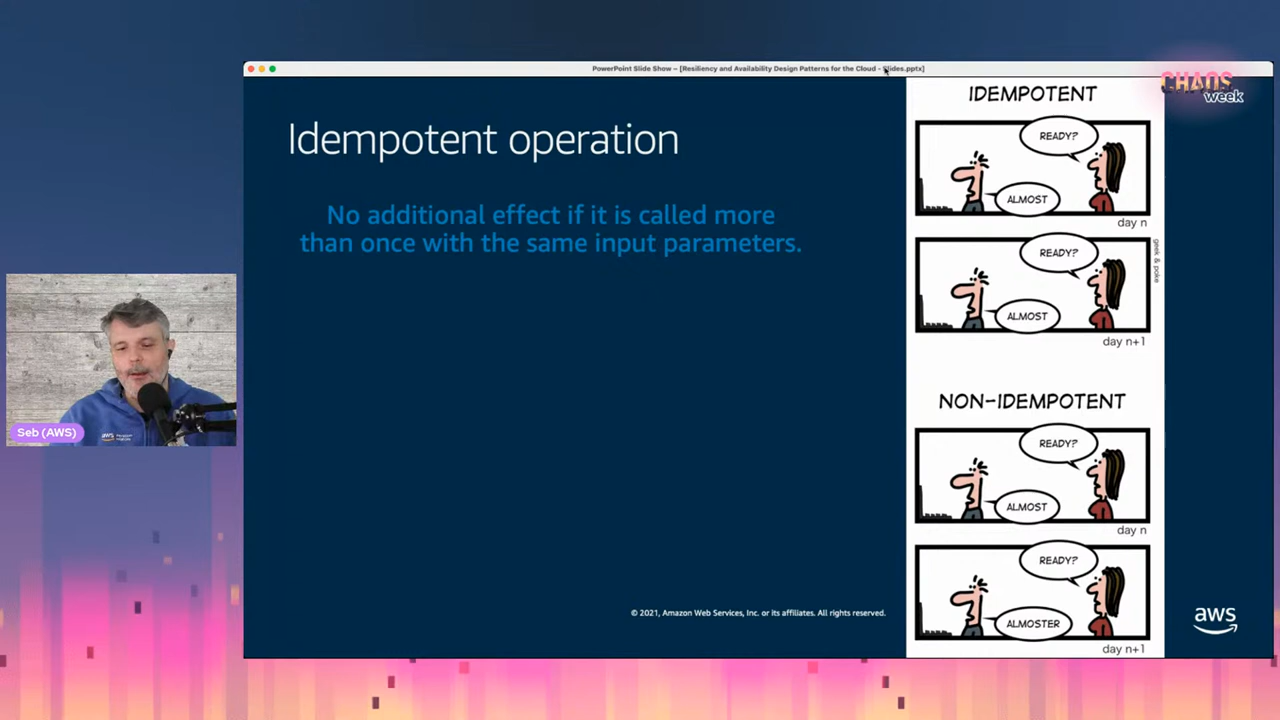 PowerPoint Slide Show – [Resiliency and Availability Design Patterns for the Cloud - Slides.pptx]
CHAOS
week
Idempotent operation
No additional effect if it is called more
than once with the same input parameters.
IDEMPOTENT
READY?
ALMOST
day n
READY?
ALMOST
geek & poke
day n+1
NON-IDEMPOTENT
READY?
ALMOST
day n
READY?
ALMOSTER
day n+1
Seb (AWS)
aws
© 2021, Amazon Web Services, Inc. or its affiliates. All rights reserved.
aws